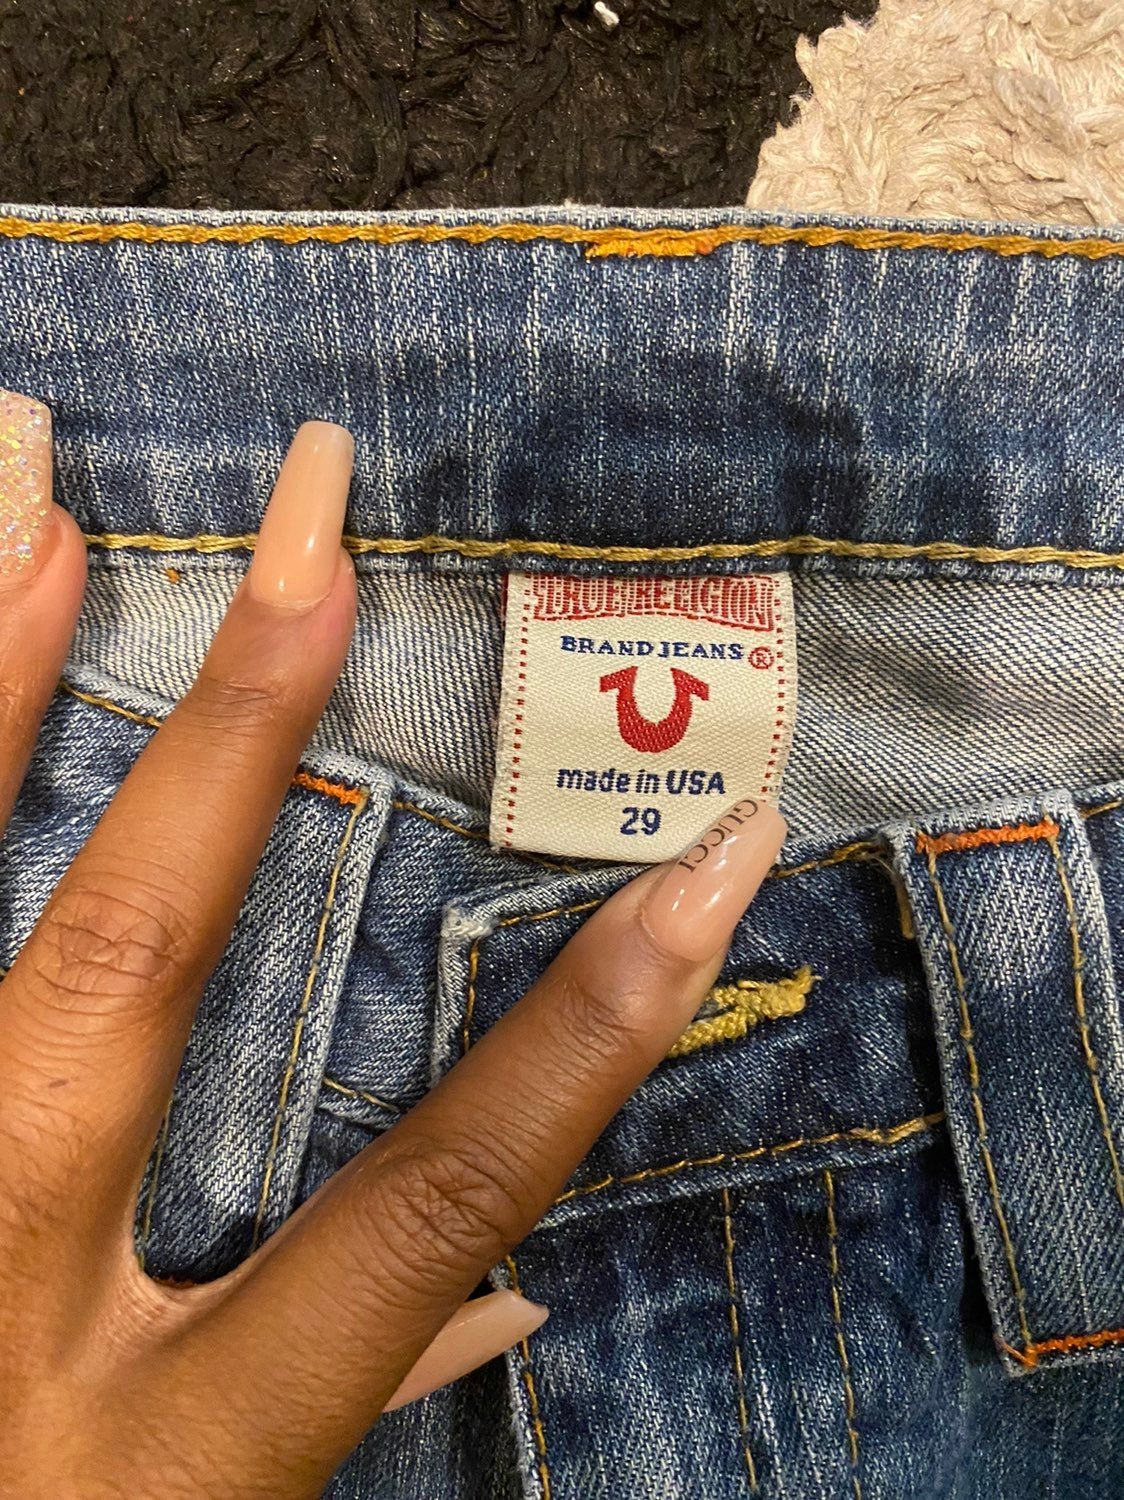 TRUE RELIGION
BRAND JEANS ®
made in USA
29
GUCCI